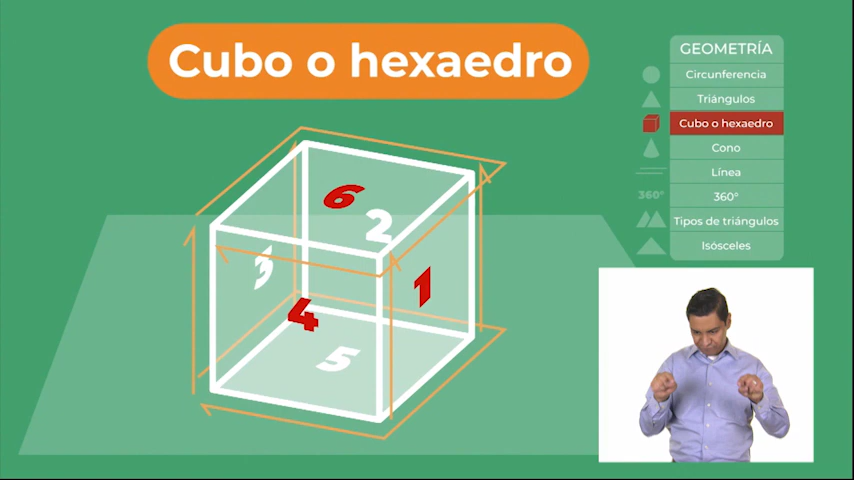 Cubo o hexaedro
GEOMETRÍA
Circunferencia
Triángulos
Cubo o hexaedro
Cono
Línea
360° 360°
Tipos de triángulos
Isósceles
6
2
3
1
4
5